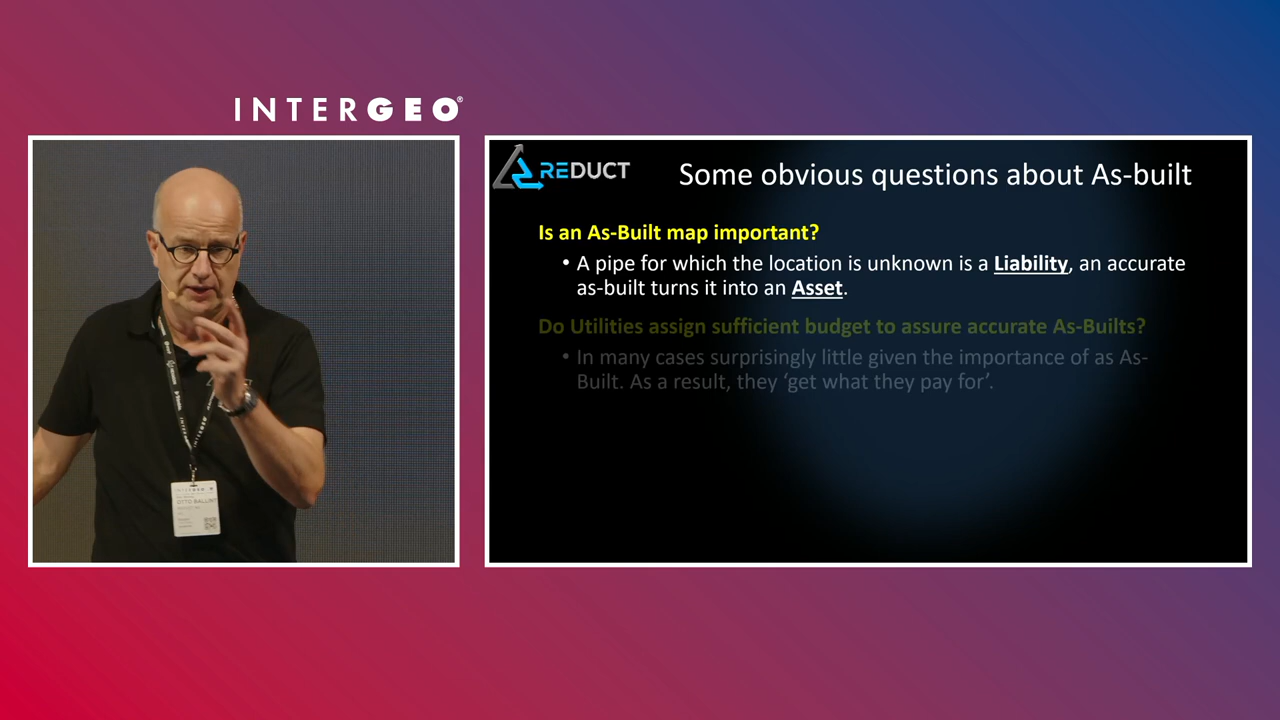 INTERGEO®
REDUCT
Some obvious questions about As-built
Is an As-Built map important?
• A pipe for which the location is unknown is a Liability, an accurate
as-built turns it into an Asset.
Do Utilities assign sufficient budget to assure accurate As-Builts?
• In many cases surprisingly little given the importance of as As-
Built. As a result, they ‘get what they pay for’.
INTERGEO
OTTO BALLINT